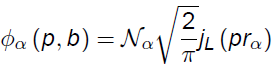 ϕ_α (p, b) = 𝒩_α √(2/π) j_L (pr_α)